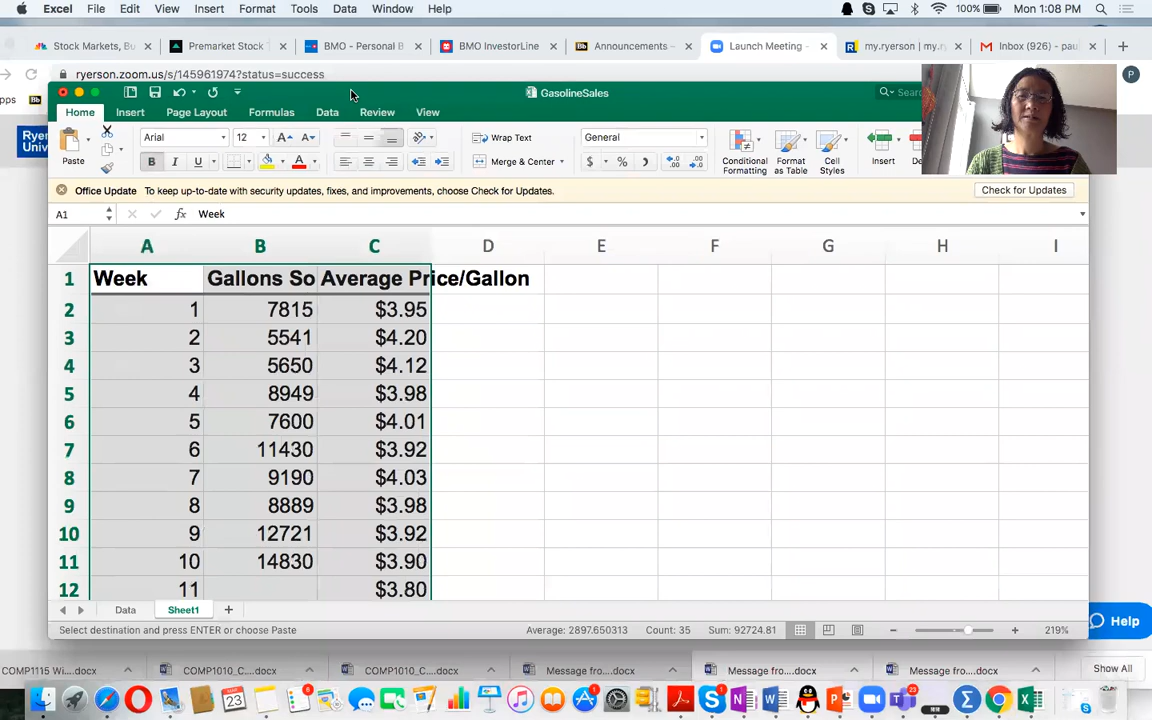 Excel File Edit View Insert Format Tools Data Window Help 100% Mon 1:08 PM
Stock Markets, Bu Premarket Stock BMO - Personal B BMO InvestorLine Announcements - Launch Meeting - my.ryerson | my.r Inbox (926) - pau
ryerson.zoom.us/s/145961974?status=success
P
pps Bb
GasolineSales
Sear
Home Insert Page Layout Formulas Data Review View
Paste Arial 12 A A Wrap Text General Conditional Formatting Format as Table Cell Styles Insert De
B I U A Merge & Center $ %
Ryer
Univ
Office Update To keep up-to-date with security updates, fixes, and improvements, choose Check for Updates. Check for Updates
A1 fx Week
A B C D E F G H I
1 Week Gallons So Average Price/Gallon
2 1 7815 $3.95
3 2 5541 $4.20
4 3 5650 $4.12
5 4 8949 $3.98
6 5 7600 $4.01
7 6 11430 $3.92
8 7 9190 $4.03
9 8 8889 $3.98
10 9 12721 $3.92
11 10 14830 $3.90
12 11 $3.80
Data Sheet1 +
Help
Select destination and press ENTER or choose Paste Average: 2897.650313 Count: 35 Sum: 92724.81 219%
COMP1115 Wi....docx COMP1010_C....docx COMP1010_C....docx Message fro....docx Message fro....docx Message fro....docx Show All